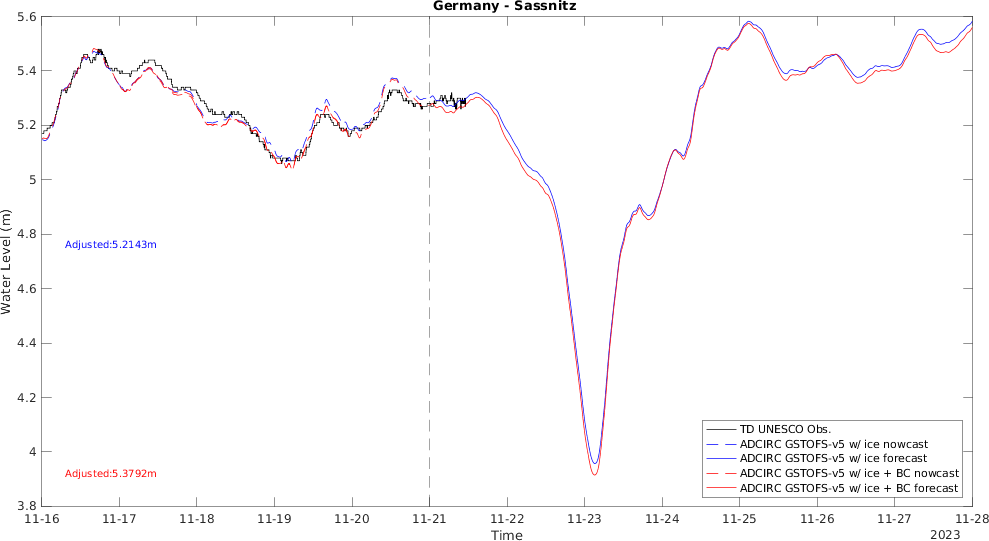 Germany - Sassnitz
5.6
5.4
5.2
5
4.8
4.6
4.4
4.2
4
3.8
Water Level (m)
Adjusted:5.2143m
Adjusted:5.3792m
TD UNESCO Obs.
ADCIRC GSTOFS-v5 w/ ice nowcast
ADCIRC GSTOFS-v5 w/ ice forecast
ADCIRC GSTOFS-v5 w/ ice + BC nowcast
ADCIRC GSTOFS-v5 w/ ice + BC forecast
11-16 11-17 11-18 11-19 11-20 11-21 11-22 11-23 11-24 11-25 11-26 11-27 11-28
Time
2023